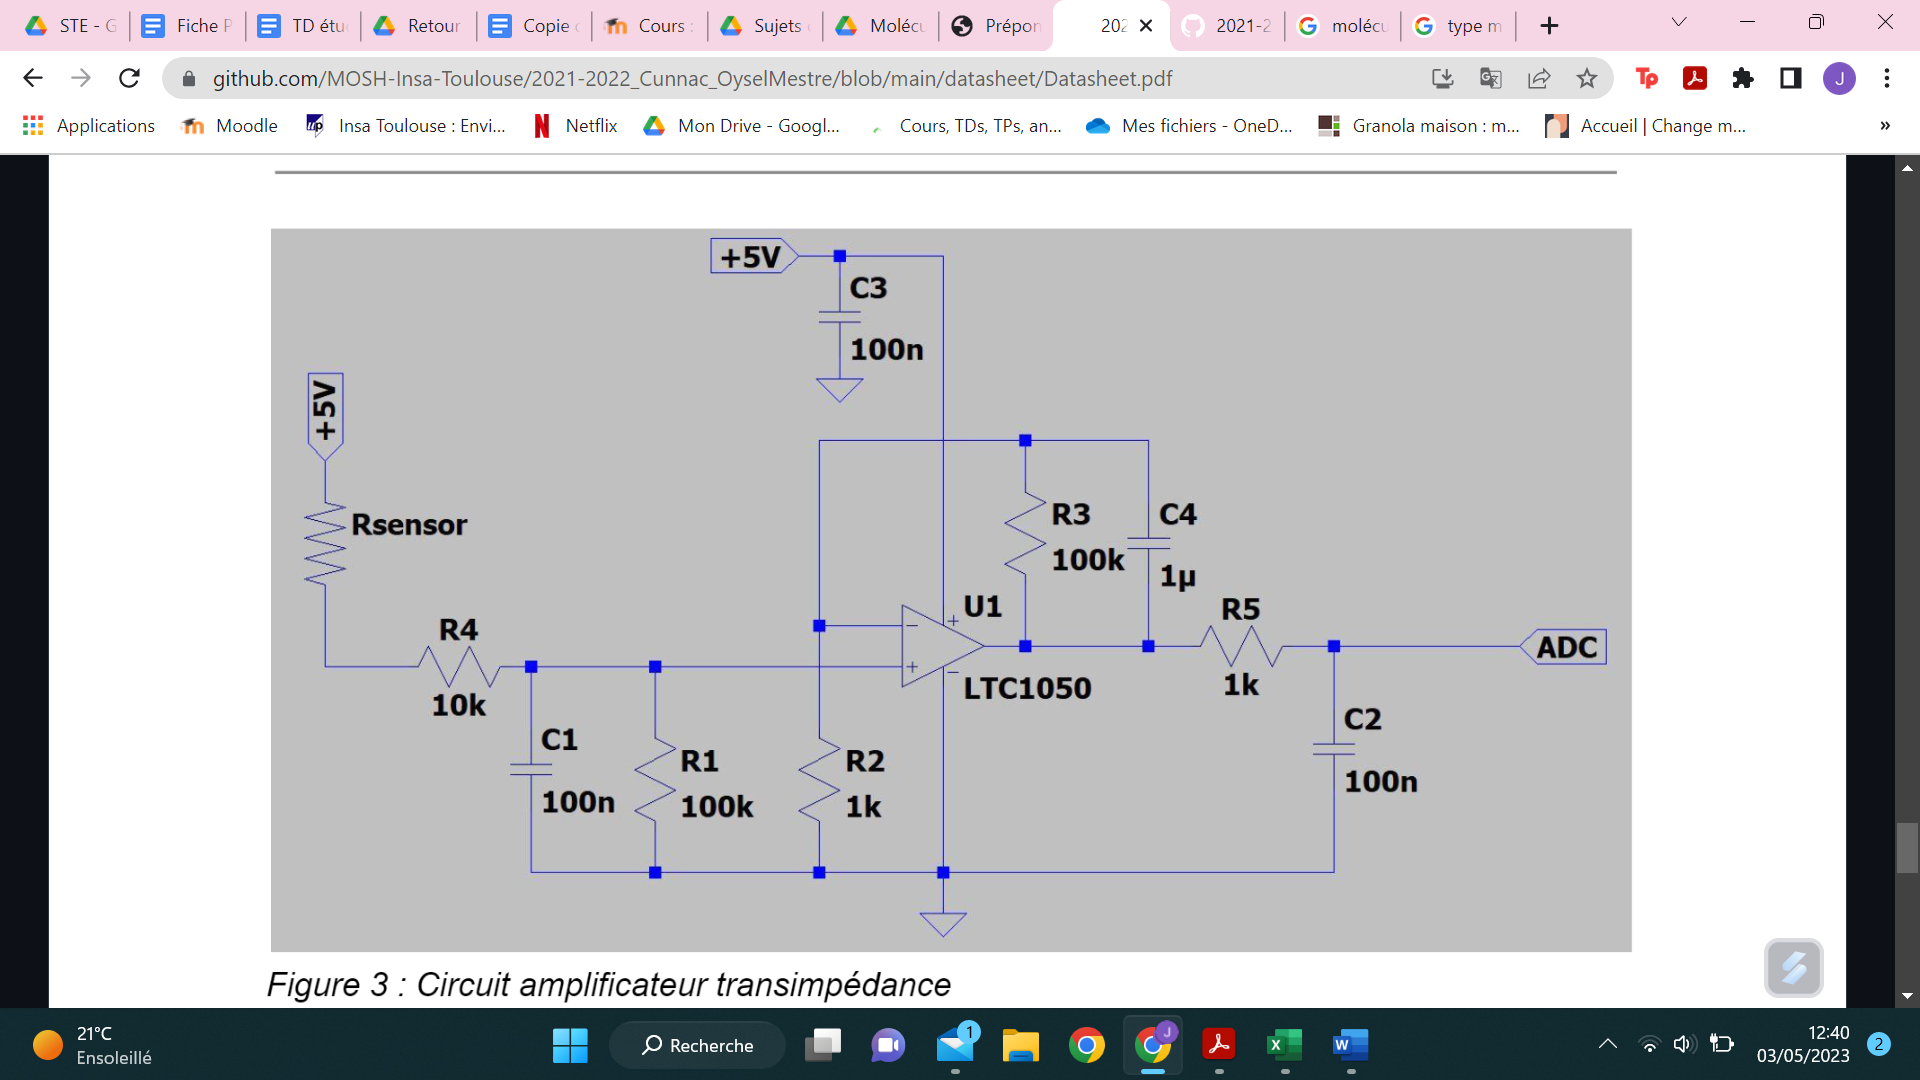 STE - G Fiche P TD étu Retour Copie Cours : Sujets Molécu Prépon 202 2021-2 molécu type m
github.com/MOSH-Insa-Toulouse/2021-2022_Cunnac_OyselMestre/blob/main/datasheet/Datasheet.pdf
Tp
J
Applications Moodle Insa Toulouse : Envi... Netflix Mon Drive - Googl... Cours, TDs, TPs, an... Mes fichiers - OneD... Granola maison : m... Accueil | Change m... »
+5V
C3
100n
+5V
Rsensor
R3
100k
C4
1µ
U1
LTC1050
R4
10k
R5
1k
ADC
C1
100n
R1
100k
R2
1k
C2
100n
Figure 3 : Circuit amplificateur transimpédance
21°C
Ensoleillé
Recherche
1
J
12:40
03/05/2023
2